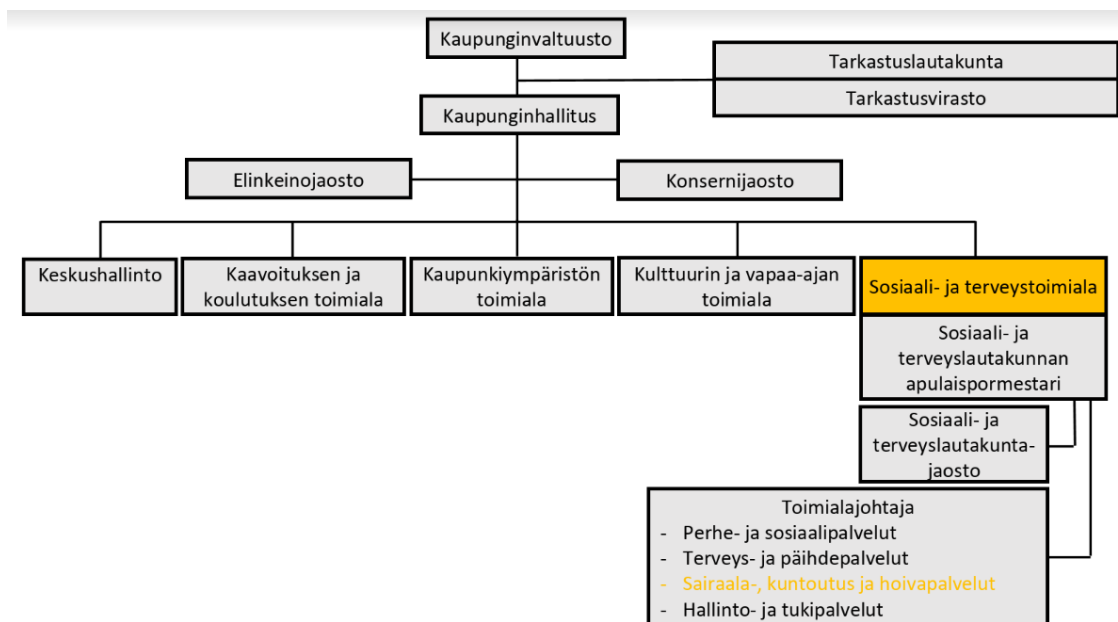 Kaupunginvaltuusto
Tarkastuslautakunta
Tarkastusvirasto
Kaupunginhallitus
Elinkeinojaosto
Konsernijaosto
Keskushallinto
Kaavoituksen ja
koulutuksen toimiala
Kaupunkiympäristön
toimiala
Kulttuurin ja vapaa-ajan
toimiala
Sosiaali- ja terveystoimiala
Sosiaali- ja
terveyslautakunnan
apulaispormestari
Sosiaali- ja
terveyslautakunta-
jaosto
Toimialajohtaja
- Perhe- ja sosiaalipalvelut
- Terveys- ja päihdepalvelut
- Sairaala-, kuntoutus ja hoivapalvelut
- Hallinto- ja tukipalvelut